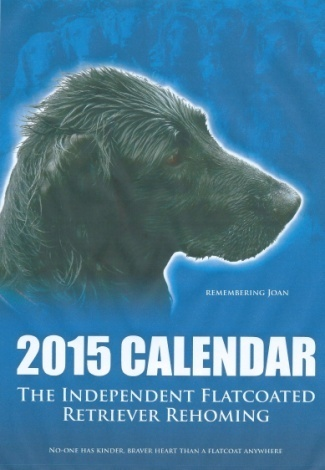 REMEMBERING JOAN
2015 CALENDAR
THE INDEPENDENT FLATCOATED
RETRIEVER REHOMING
NO-ONE HAS KINDER, BRAVER HEART THAN A FLATCOAT ANYWHERE